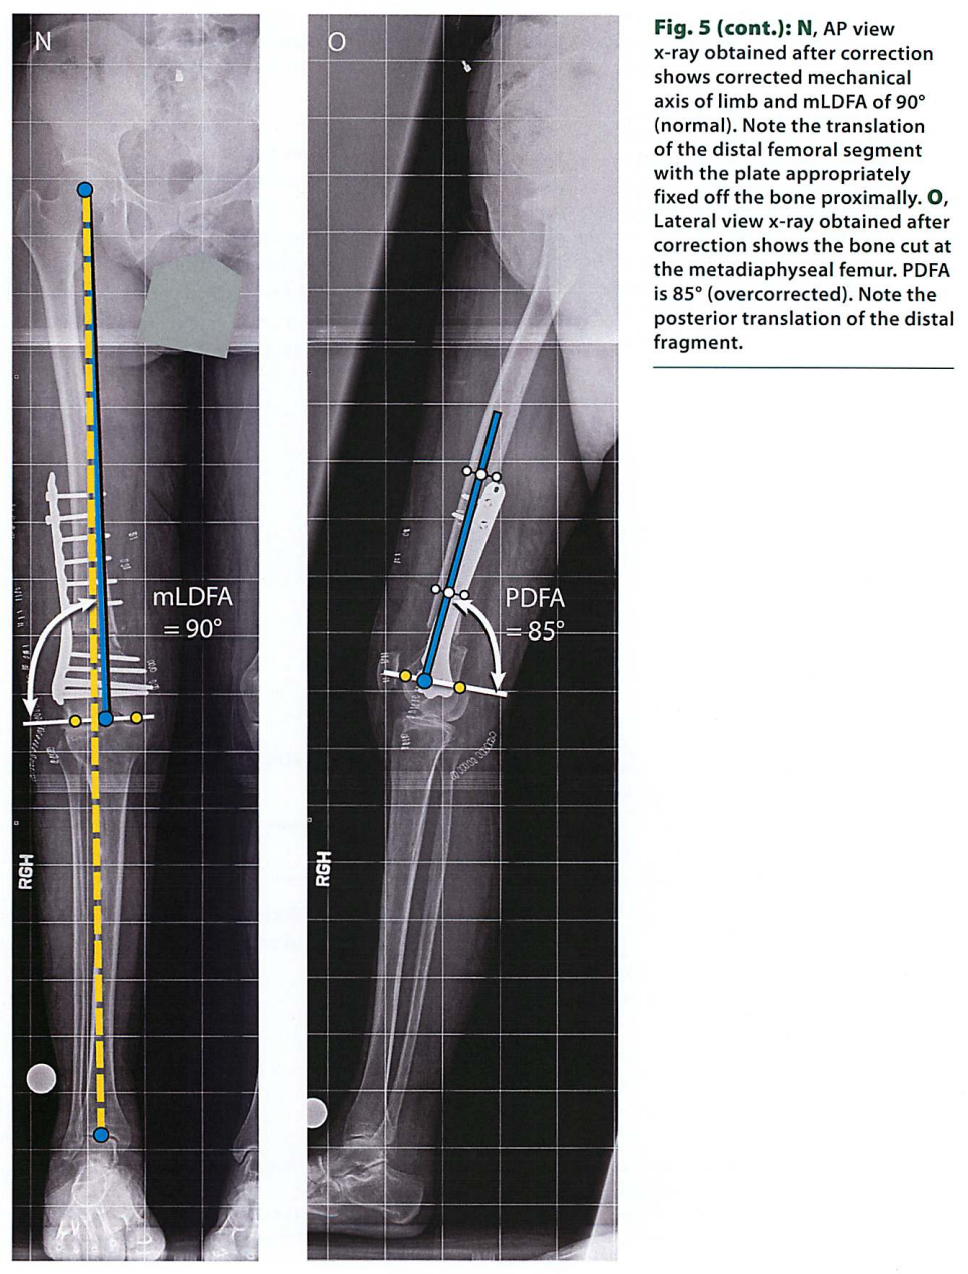 N
O
mLDFA
= 90°
PDFA
= 85°
RGH
RGH
Fig. 5 (cont.): N, AP view
x-ray obtained after correction
shows corrected mechanical
axis of limb and mLDFA of 90°
(normal). Note the translation
of the distal femoral segment
with the plate appropriately
fixed off the bone proximally. O,
Lateral view x-ray obtained after
correction shows the bone cut at
the metadiaphyseal femur. PDFA
is 85° (overcorrected). Note the
posterior translation of the distal
fragment.